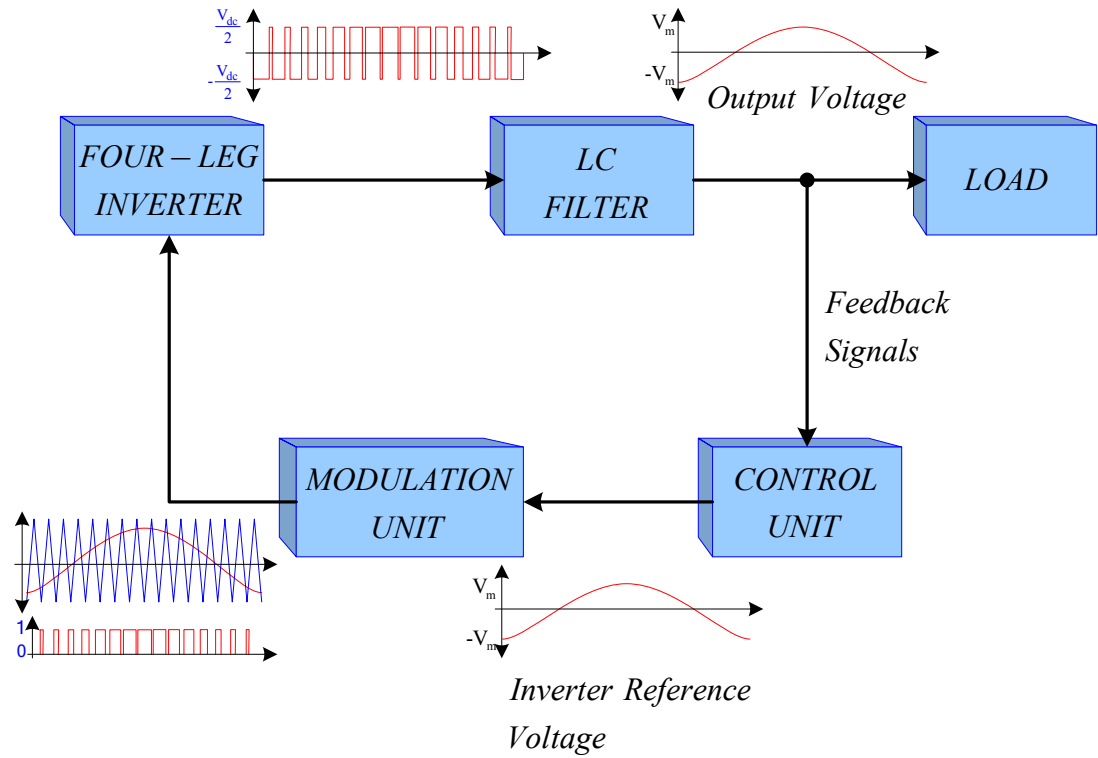 V_dc
2
-V_dc
2
V_m
-V_m
Output Voltage
FOUR – LEG
INVERTER
LC
FILTER
LOAD
Feedback
Signals
MODULATION
UNIT
CONTROL
UNIT
1
0
V_m
-V_m
Inverter Reference
Voltage